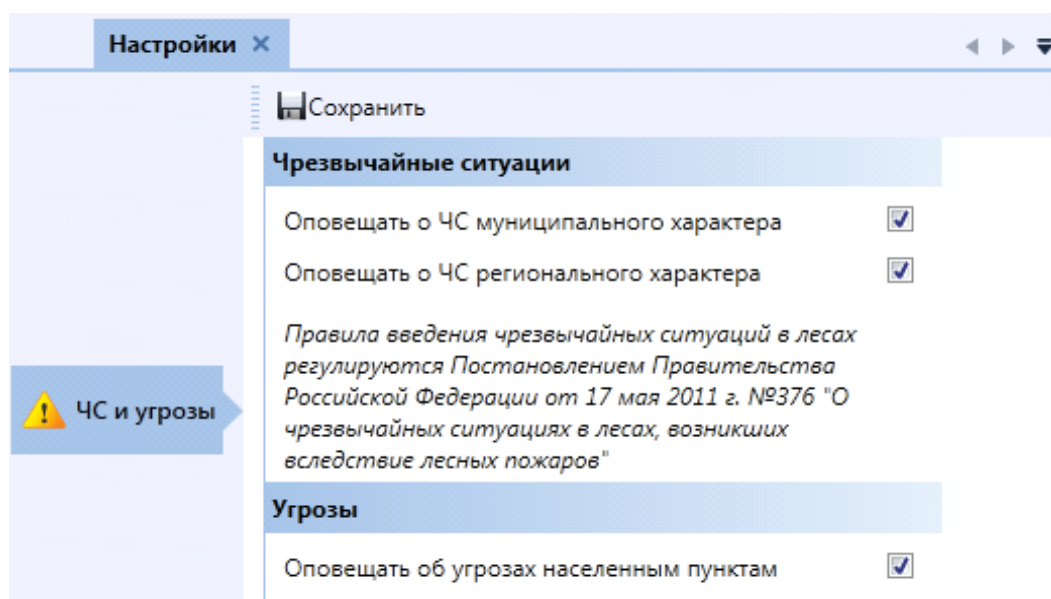 Настройки
Сохранить
Чрезвычайные ситуации
Оповещать о ЧС муниципального характера
Оповещать о ЧС регионального характера
Правила введения чрезвычайных ситуаций в лесах
регулируются Постановлением Правительства
Российской Федерации от 17 мая 2011 г. №376 "О
чрезвычайных ситуациях в лесах, возникших
вследствие лесных пожаров"
ЧС и угрозы
Угрозы
Оповещать об угрозах населенным пунктам